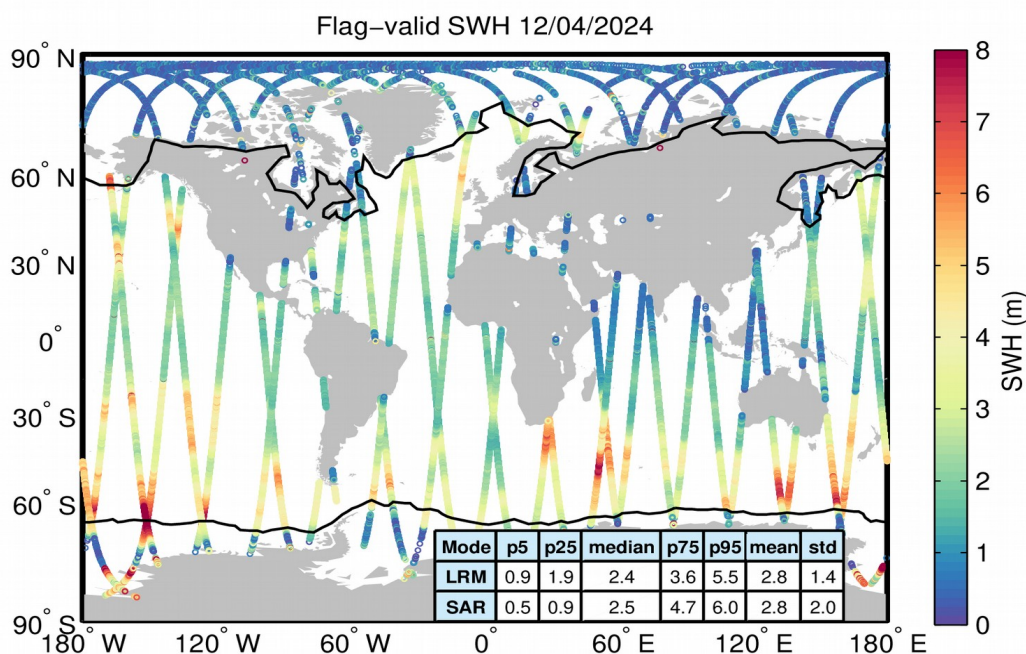 Flag−valid SWH 12/04/2024
90° N
60° N
30° N
0°
30° S
60° S
90° S
180° W
120° W
60° W
0°
60° E
120° E
180° E
8
7
6
5
4
3
2
1
0
SWH (m)
Mode p5 p25 median p75 p95 mean std
LRM 0.9 1.9 2.4 3.6 5.5 2.8 1.4
SAR 0.5 0.9 2.5 4.7 6.0 2.8 2.0